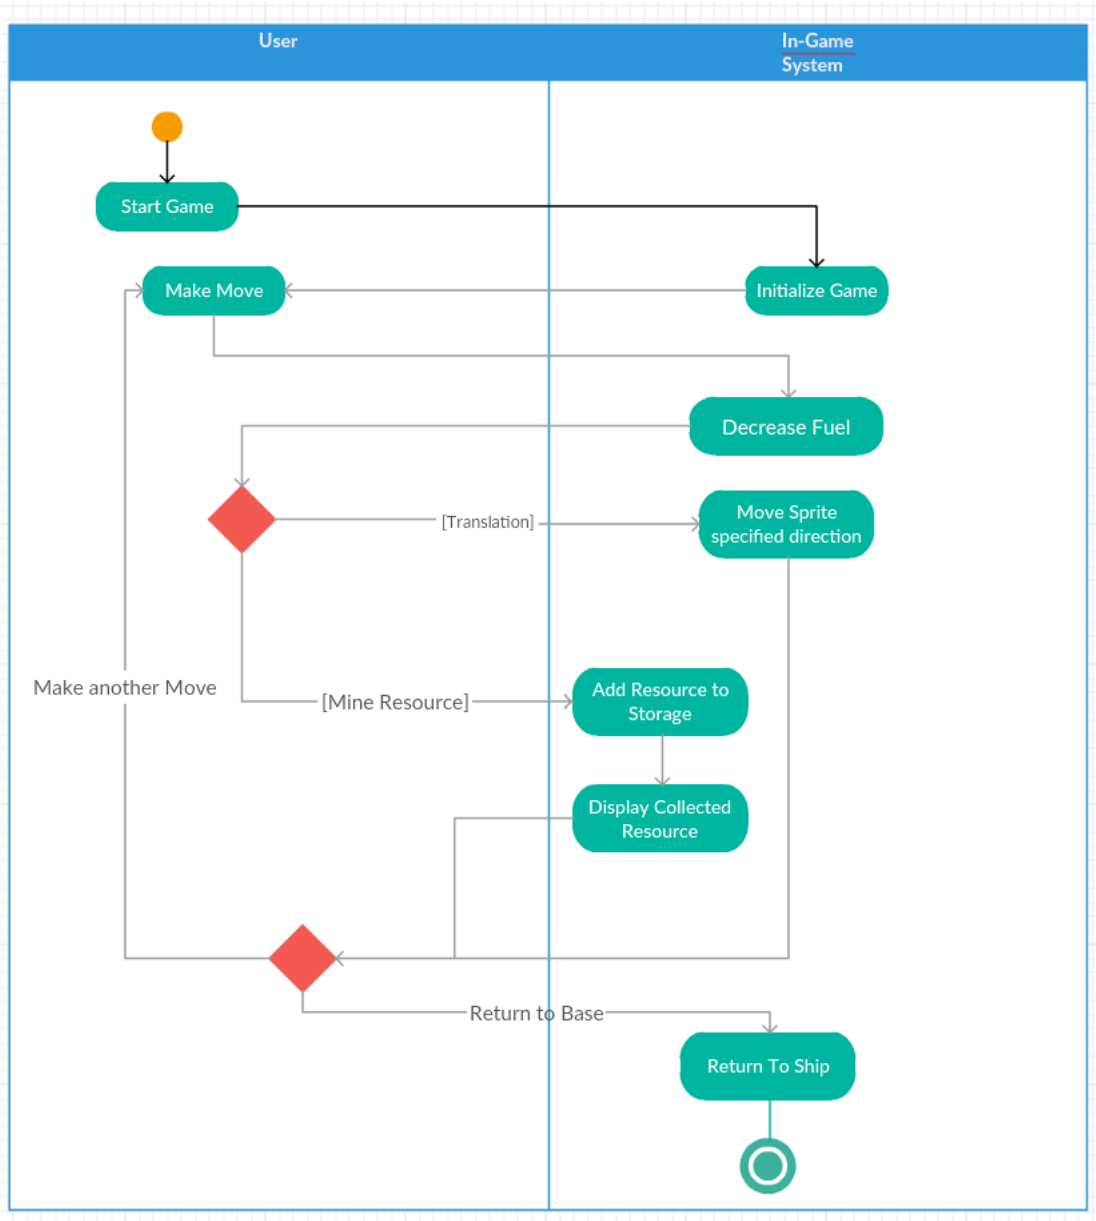 User
In-Game
System
Start Game
Make Move
Initialize Game
Decrease Fuel
[Translation]
Move Sprite
specified direction
Make another Move
[Mine Resource]
Add Resource to
Storage
Display Collected
Resource
Return to Base
Return To Ship